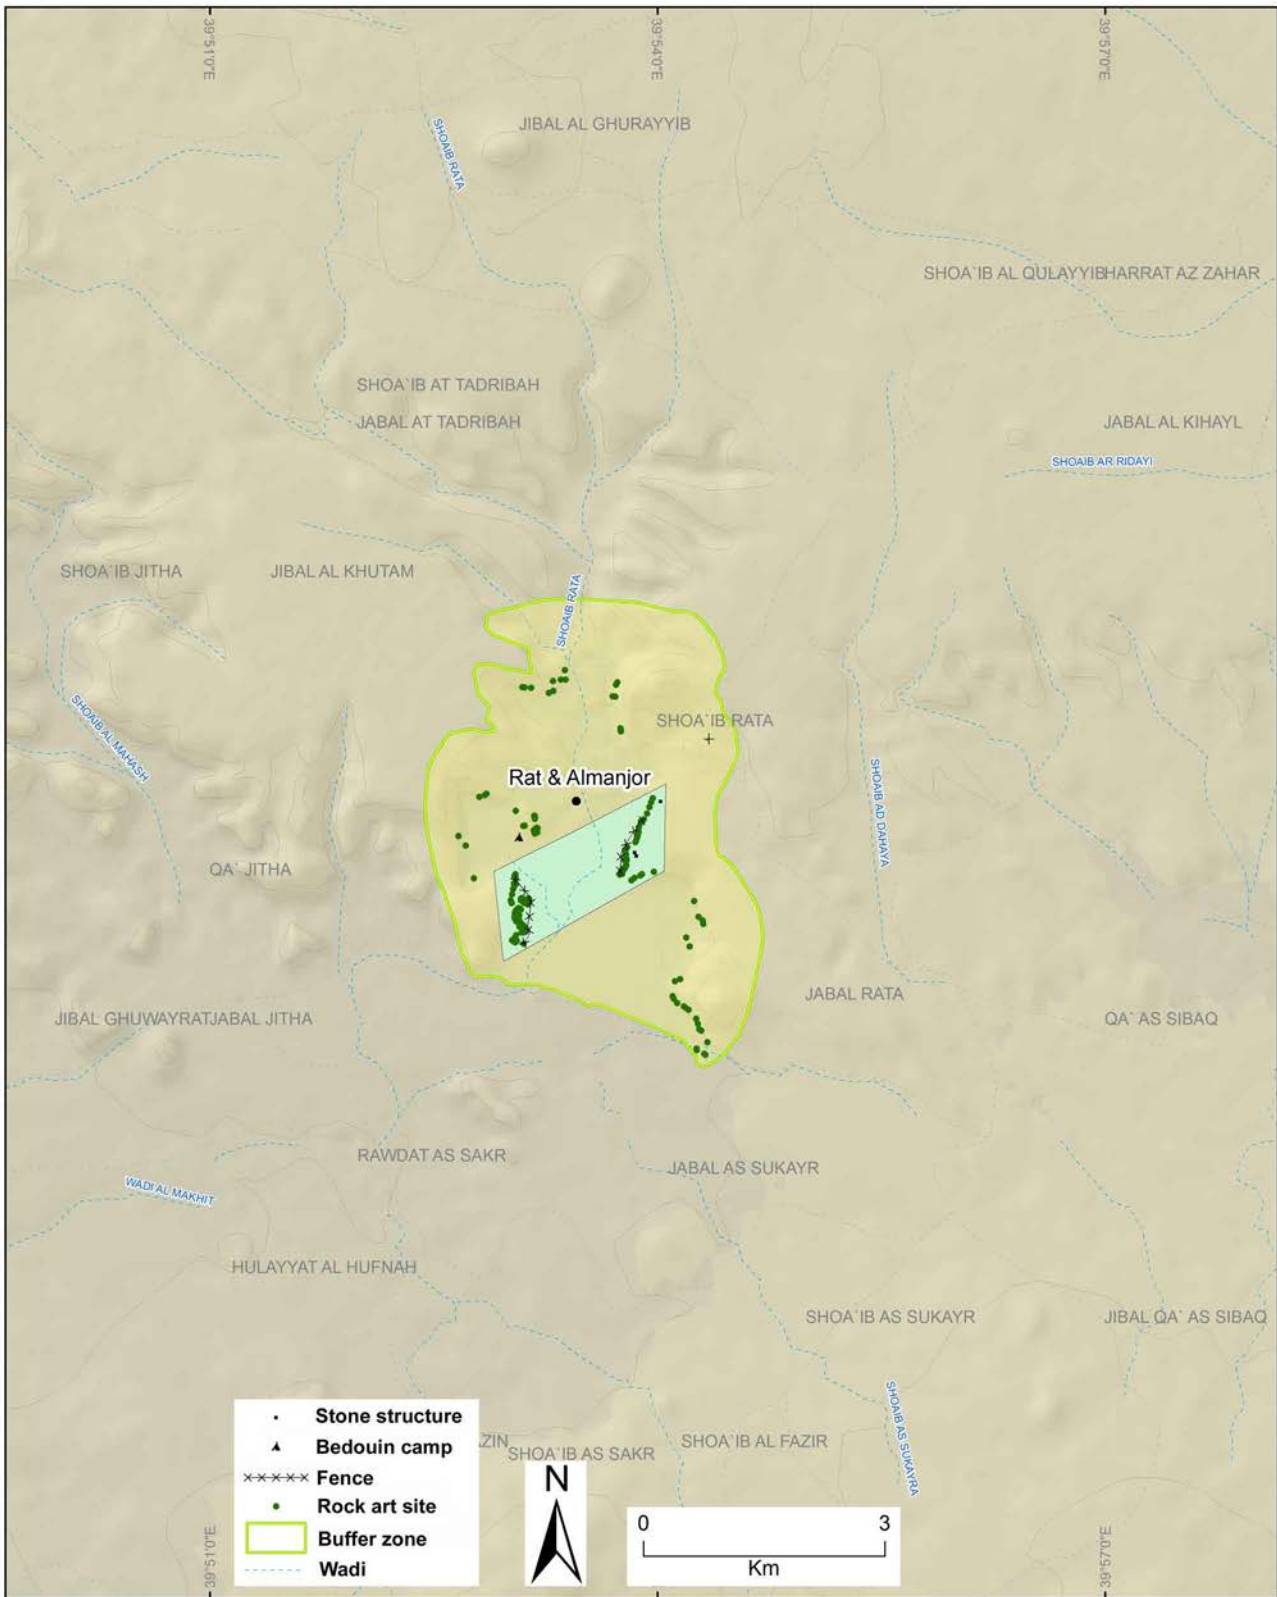 39°51'0"E
39°54'0"E
39°57'0"E
JIBAL AL GHURAYYIB
SHOAIB RATA
SHOA`IB AL QULAYYIB
HARRAT AZ ZAHAR
SHOA`IB AT TADRIBAH
JABAL AT TADRIBAH
JABAL AL KIHAYL
SHOAIB AR RIDAYI
SHOA`IB JITHA
JIBAL AL KHUTAM
SHOAIB RATA
SHOAIB AL MAHASH
SHOA`IB RATA
Rat & Almanjor
SHOAIB AD DAHAYA
QA` JITHA
JABAL RATA
JIBAL GHUWAYRAT
JABAL JITHA
QA` AS SIBAQ
RAWDAT AS SAKR
JABAL AS SUKAYR
WADI AL MAKHIT
HULAYYAT AL HUFNAH
SHOA`IB AS SUKAYR
JIBAL QA` AS SIBAQ
SHOAIB AS SUKAYRA
AZIN
SHOA`IB AS SAKR
SHOA`IB AL FAZIR
Stone structure
Bedouin camp
Fence
Rock art site
Buffer zone
Wadi
N
0 3
Km
39°51'0"E
39°57'0"E